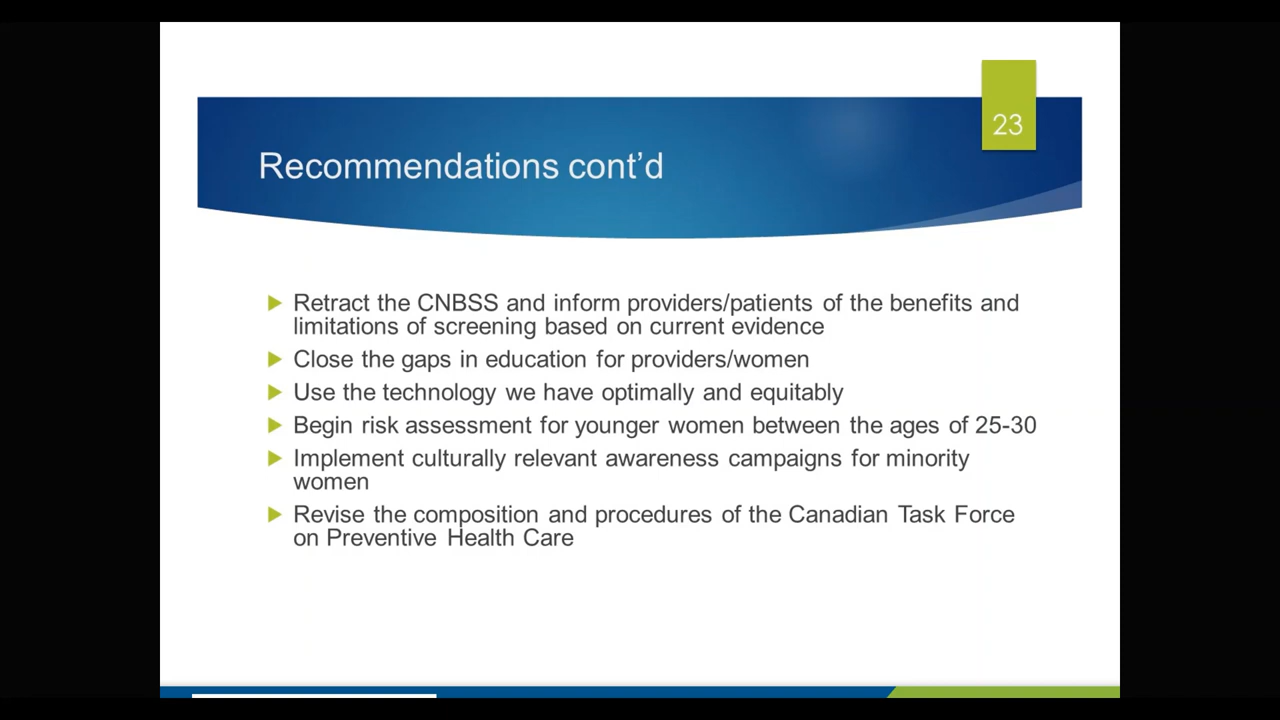 23
Recommendations cont’d
Retract the CNBSS and inform providers/patients of the benefits and
limitations of screening based on current evidence
Close the gaps in education for providers/women
Use the technology we have optimally and equitably
Begin risk assessment for younger women between the ages of 25-30
Implement culturally relevant awareness campaigns for minority
women
Revise the composition and procedures of the Canadian Task Force
on Preventive Health Care